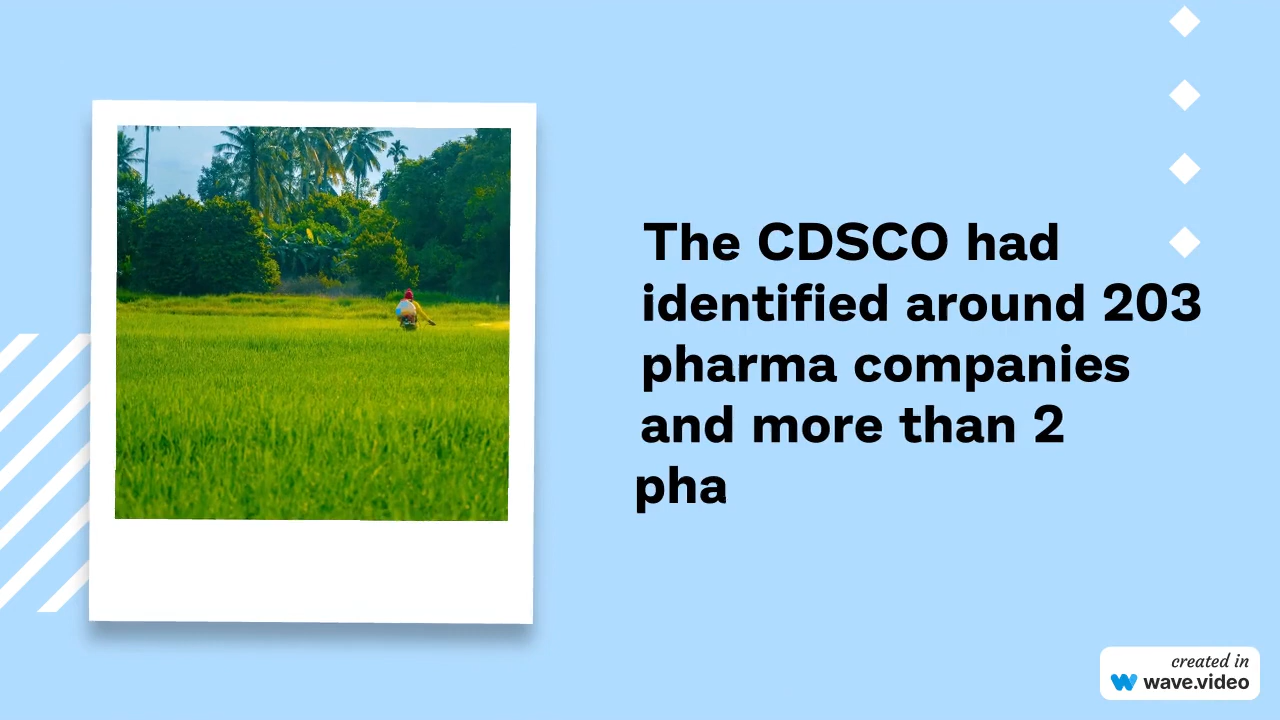 The CDSCO had
identified around 203
pharma companies
and more than 2
pha
created in
wave.video